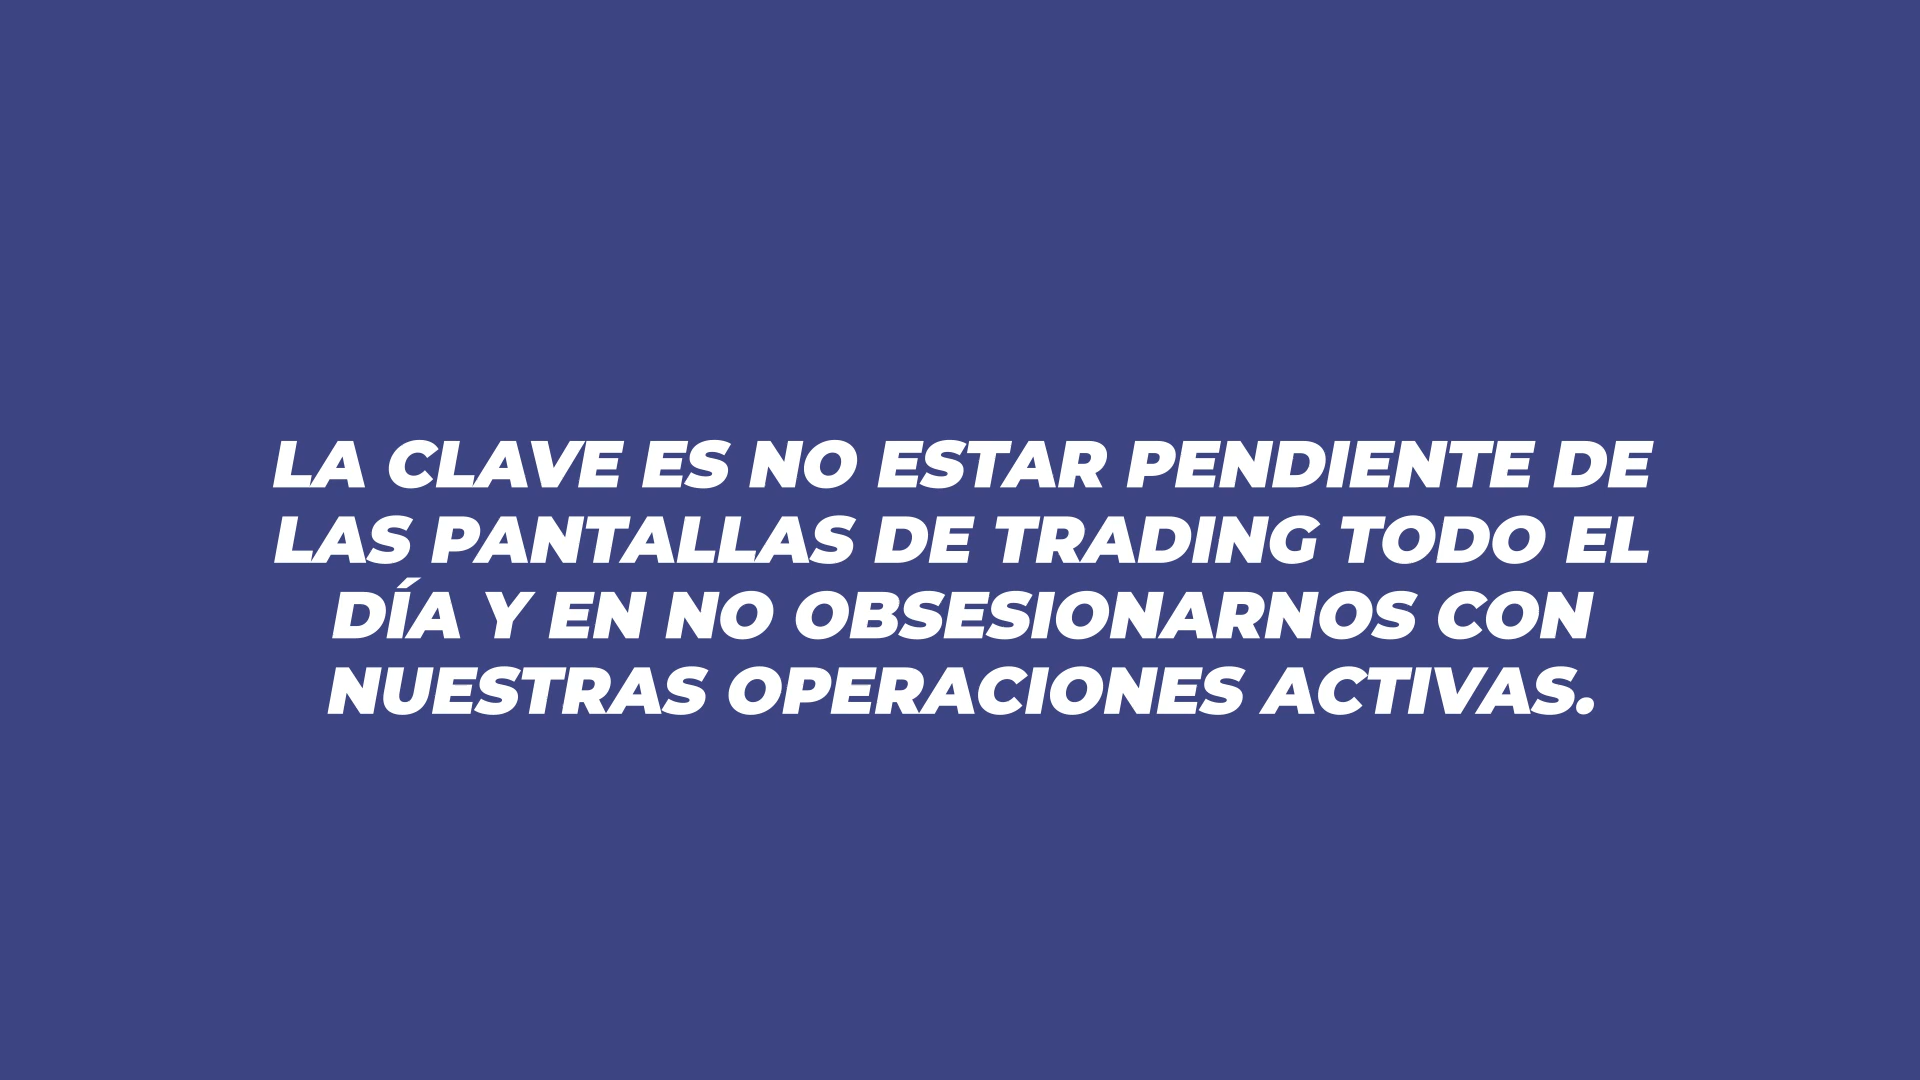 LA CLAVE ES NO ESTAR PENDIENTE DE
LAS PANTALLAS DE TRADING TODO EL
DÍA Y EN NO OBSESIONARNOS CON
NUESTRAS OPERACIONES ACTIVAS.